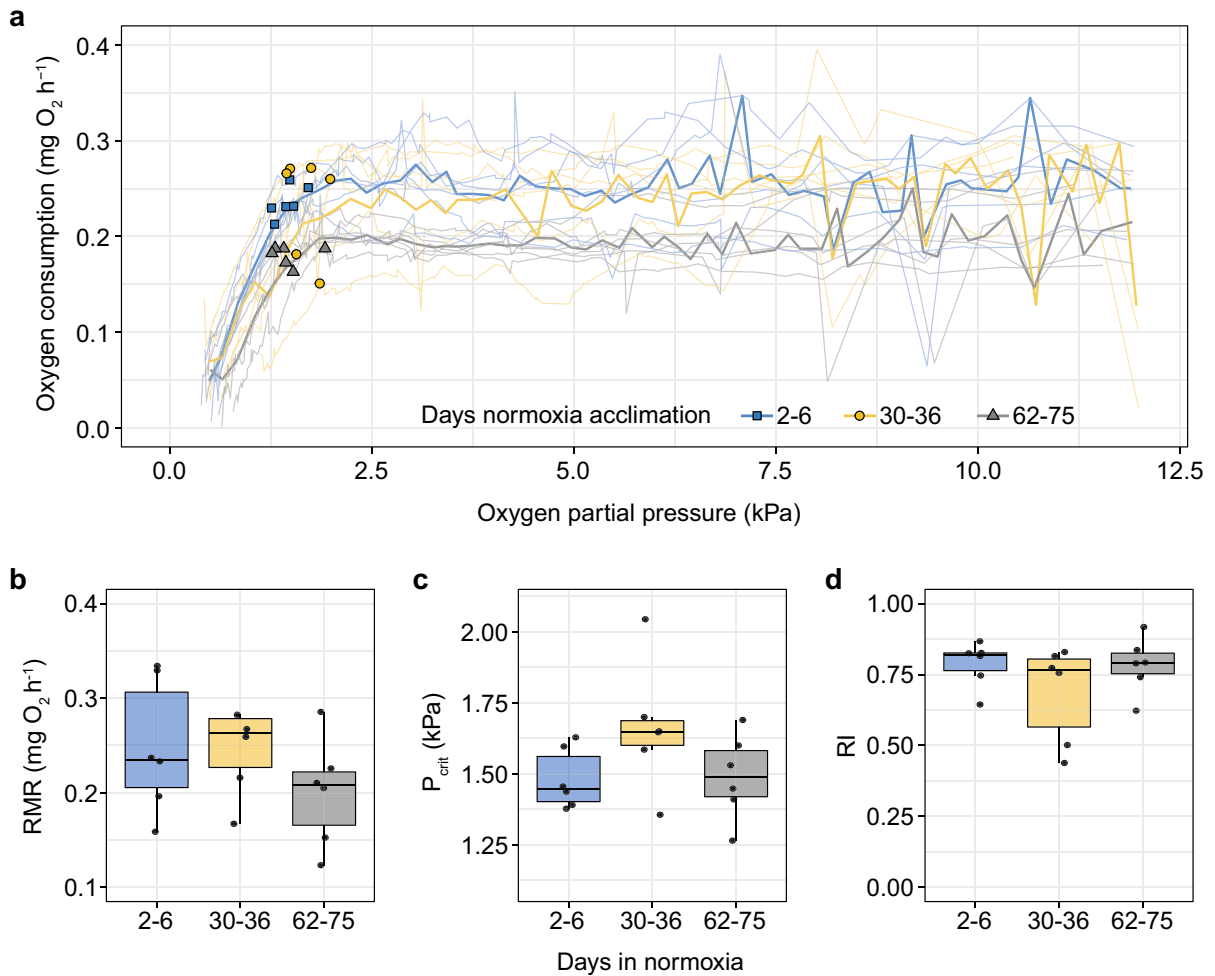 a
Oxygen consumption (mg O₂ h⁻¹)
0.4
0.3
0.2
0.1
0.0
Days normoxia acclimation 2-6 30-36 62-75
0.0 2.5 5.0 7.5 10.0 12.5
Oxygen partial pressure (kPa)
b
RMR (mg O₂ h⁻¹)
0.4
0.3
0.2
0.1
2-6 30-36 62-75
c
P_crit (kPa)
2.00
1.75
1.50
1.25
2-6 30-36 62-75
d
RI
1.00
0.75
0.50
0.25
0.00
2-6 30-36 62-75
Days in normoxia